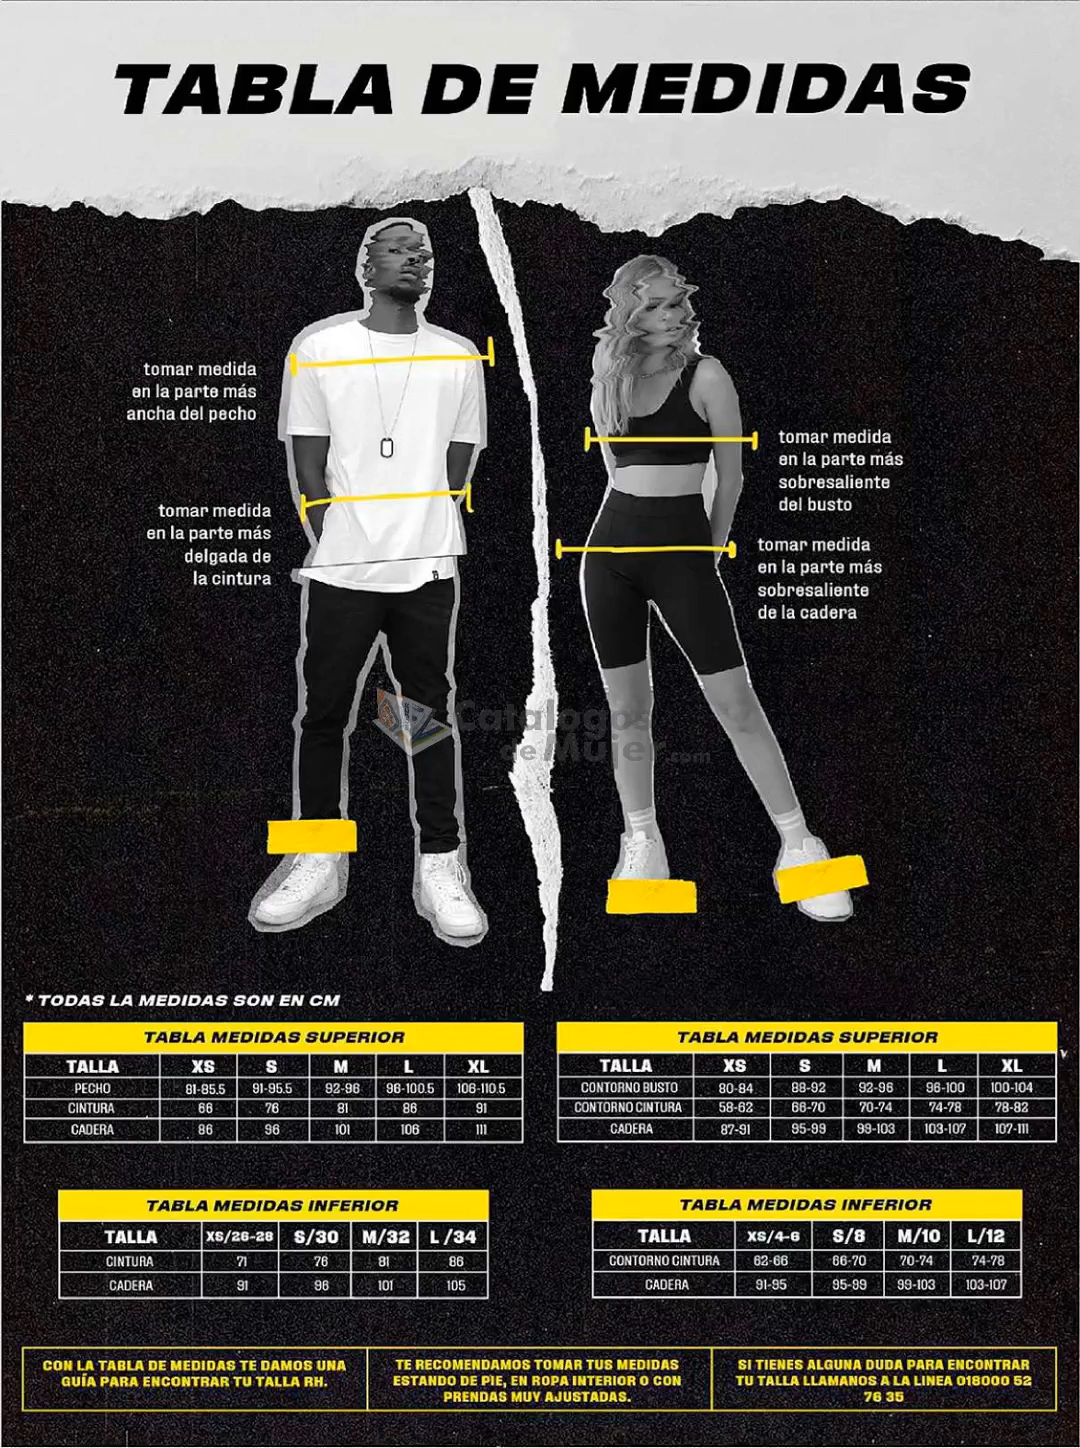 TABLA DE MEDIDAS
tomar medida
en la parte más
ancha del pecho
tomar medida
en la parte más
delgada de
la cintura
tomar medida
en la parte más
sobresaliente
del busto
tomar medida
en la parte más
sobresaliente
de la cadera
Catalogos
deMujer.com
* TODAS LA MEDIDAS SON EN CM
TABLA MEDIDAS SUPERIOR
TALLA XS S M L XL
PECHO 81-85.5 91-95.5 92-96 96-100.5 106-110.5
CINTURA 66 76 81 86 91
CADERA 86 96 101 106 111
TABLA MEDIDAS SUPERIOR
TALLA XS S M L XL
CONTORNO BUSTO 80-84 88-92 92-96 96-100 100-104
CONTORNO CINTURA 58-62 66-70 70-74 74-78 78-82
CADERA 87-91 95-99 99-103 103-107 107-111
TABLA MEDIDAS INFERIOR
TALLA XS/26-28 S/30 M/32 L /34
CINTURA 71 76 81 86
CADERA 91 96 101 105
TABLA MEDIDAS INFERIOR
TALLA XS/4-6 S/8 M/10 L/12
CONTORNO CINTURA 62-66 66-70 70-74 74-78
CADERA 91-95 95-99 99-103 103-107
CON LA TABLA DE MEDIDAS TE DAMOS UNA
GUÍA PARA ENCONTRAR TU TALLA RH.
TE RECOMENDAMOS TOMAR TUS MEDIDAS
ESTANDO DE PIE, EN ROPA INTERIOR O CON
PRENDAS MUY AJUSTADAS.
SI TIENES ALGUNA DUDA PARA ENCONTRAR
TU TALLA LLAMANOS A LA LINEA 018000 52
76 35